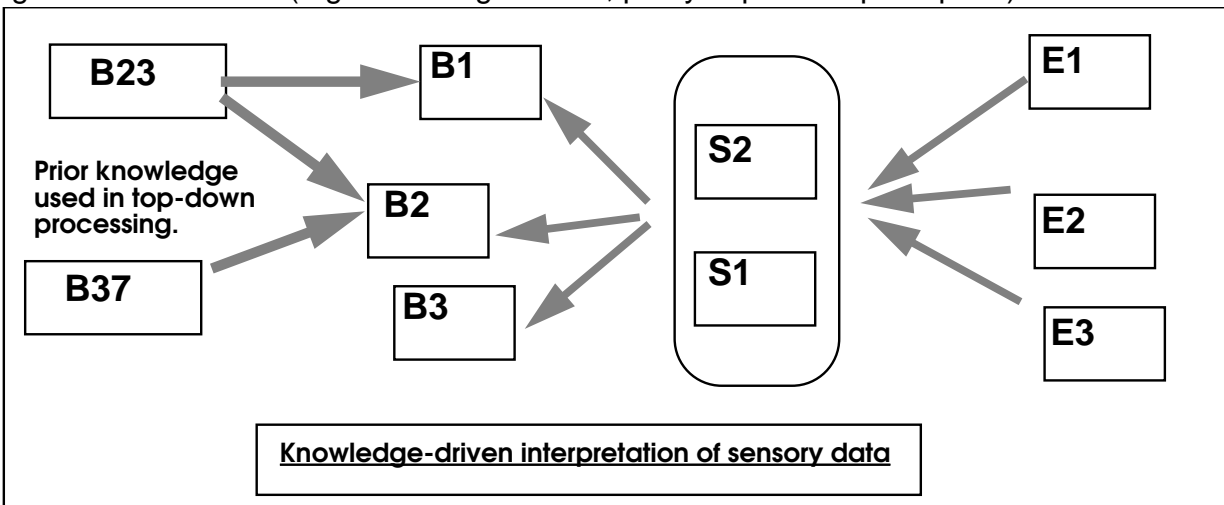 B23
B1
E1
S2
Prior knowledge
used in top-down
processing.
B2
E2
B37
S1
B3
E3
Knowledge-driven interpretation of sensory data